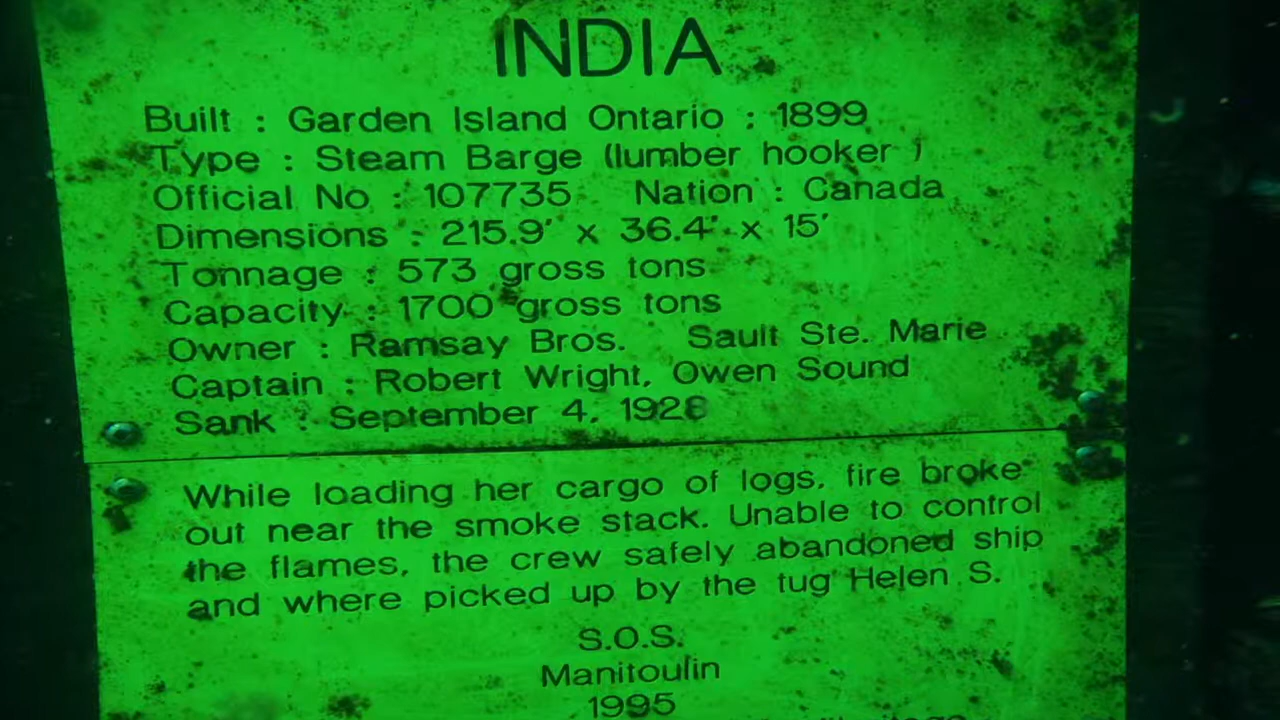 INDIA
Built : Garden Island Ontario : 1899
Type : Steam Barge (lumber hooker )
Official No : 107735 Nation : Canada
Dimensions : 215.9' x 36.4' x 15'
Tonnage : 573 gross tons
Capacity : 1700 gross tons
Owner : Ramsay Bros. Sault Ste. Marie
Captain : Robert Wright, Owen Sound
Sank : September 4, 1928
While loading her cargo of logs, fire broke
out near the smoke stack. Unable to control
the flames, the crew safely abandoned ship
and where picked up by the tug Helen S.
S.O.S.
Manitoulin
1995